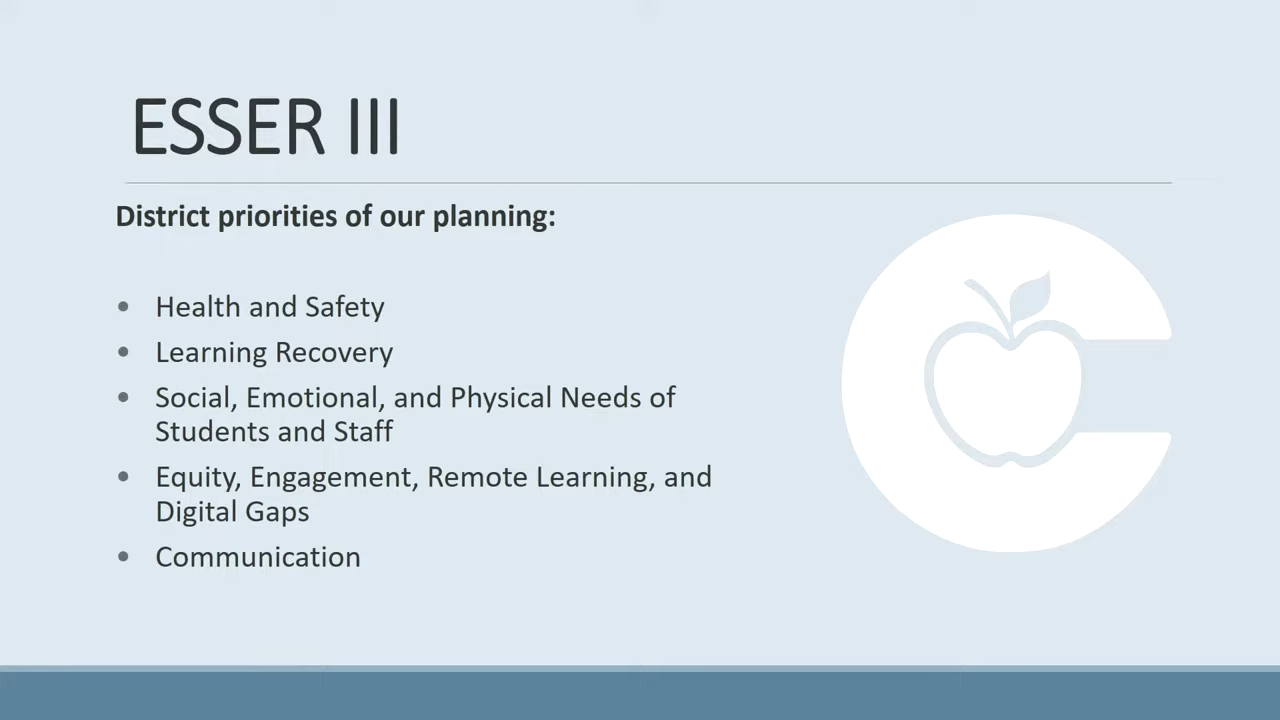 ESSER III
District priorities of our planning:
• Health and Safety
• Learning Recovery
• Social, Emotional, and Physical Needs of
Students and Staff
• Equity, Engagement, Remote Learning, and
Digital Gaps
• Communication